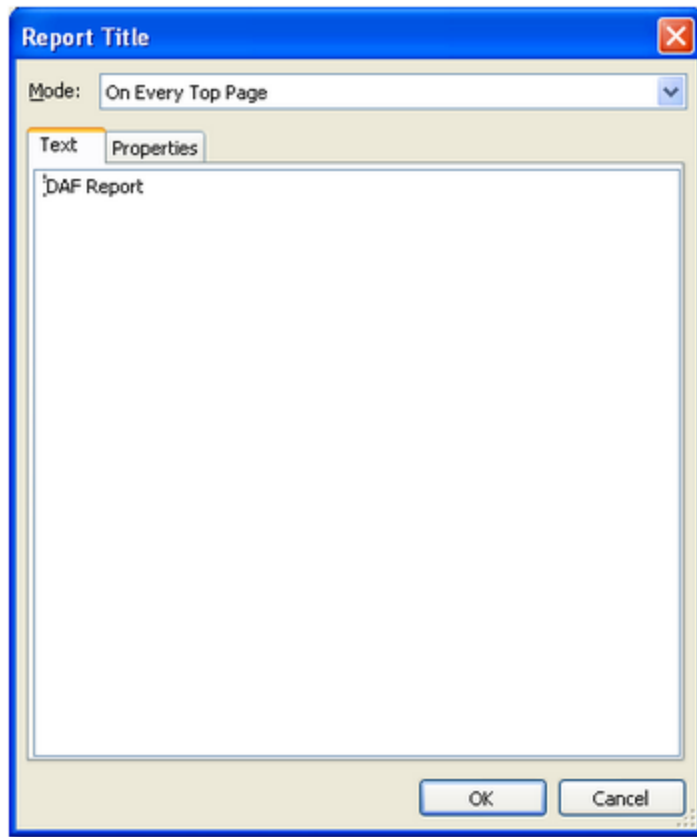 Report Title
Mode: On Every Top Page
Text Properties
DAF Report
OK Cancel